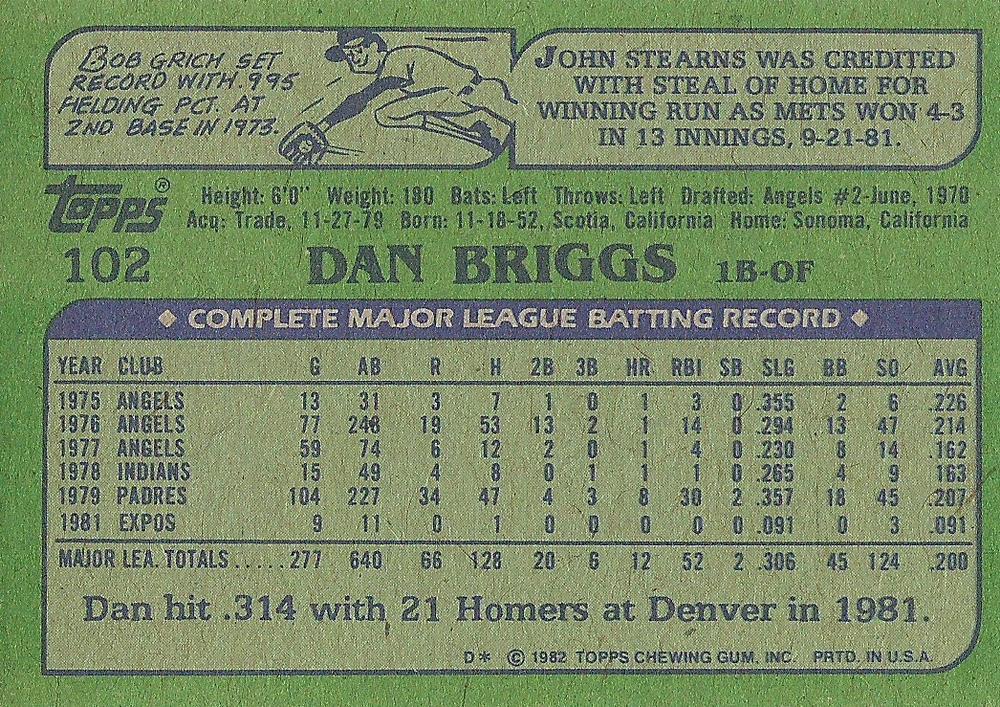 BOB GRICH SET
RECORD WITH .995
FIELDING PCT. AT
2ND BASE IN 1973.
JOHN STEARNS WAS CREDITED
WITH STEAL OF HOME FOR
WINNING RUN AS METS WON 4-3
IN 13 INNINGS, 9-21-81.
Topps® Height: 6'0" Weight: 180 Bats: Left Throws: Left Drafted: Angels #2-June, 1970
Acq: Trade, 11-27-79 Born: 11-18-52, Scotia, California Home: Sonoma, California
102 DAN BRIGGS 1B-OF
◆ COMPLETE MAJOR LEAGUE BATTING RECORD ◆
YEAR CLUB G AB R H 2B 3B HR RBI SB SLG BB SO AVG
1975 ANGELS 13 31 3 7 1 0 1 3 0 .355 2 6 .226
1976 ANGELS 77 248 19 53 13 2 1 14 0 .294 13 47 .214
1977 ANGELS 59 74 6 12 2 0 1 4 0 .230 8 14 .162
1978 INDIANS 15 49 4 8 0 1 1 1 0 .265 4 9 .163
1979 PADRES 104 227 34 47 4 3 8 30 2 .357 18 45 .207
1981 EXPOS 9 11 0 1 0 0 0 0 0 .091 0 3 .091
MAJOR LEA. TOTALS.....277 640 66 128 20 6 12 52 2 .306 45 124 .200
Dan hit .314 with 21 Homers at Denver in 1981.
D* © 1982 TOPPS CHEWING GUM, INC. PRTD. IN U.S.A.